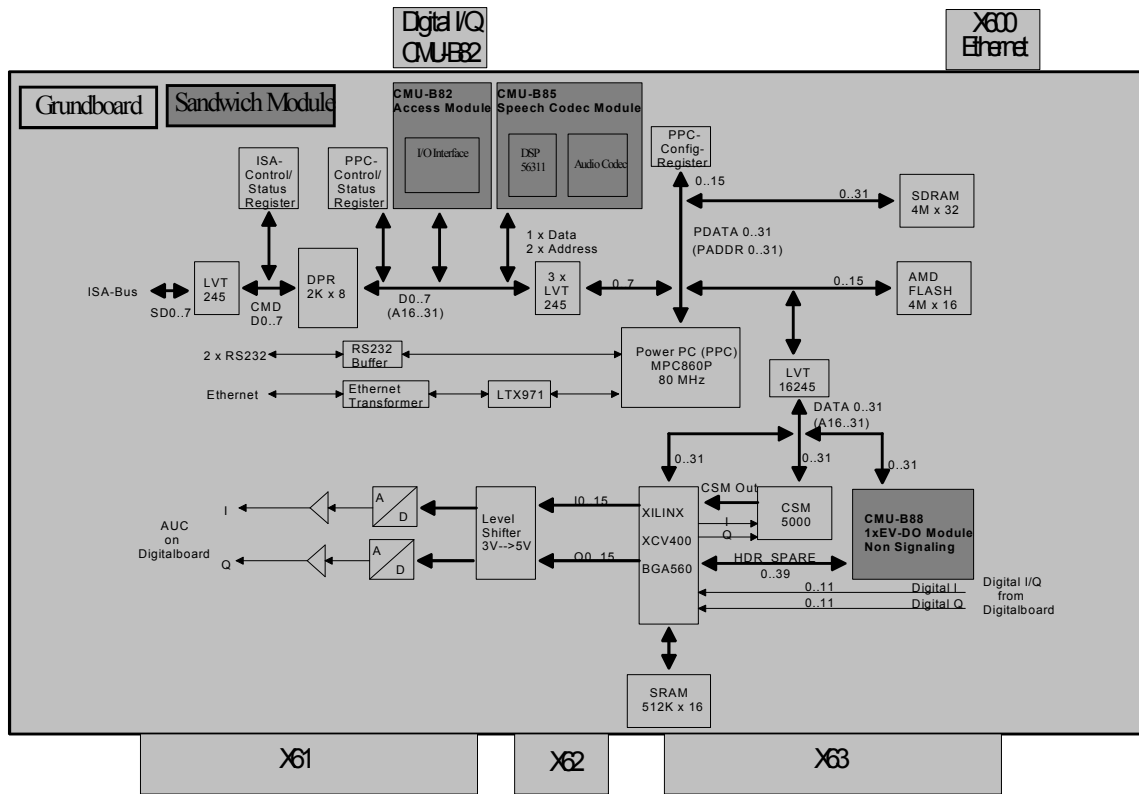 Digital I/Q
CMU-B82
X600
Ethernet
Grundboard
Sandwich Module
CMU-B82
Access Module
I/O Interface
CMU-B85
Speech Codec Module
DSP
56311
Audio Codec
PPC-
Config-
Register
ISA-
Control/
Status
Register
PPC-
Control/
Status
Register
0..15
0..31
SDRAM
4M x 32
1 x Data
2 x Address
PDATA 0..31
(PADDR 0..31)
ISA-Bus
SD0..7
LVT
245
CMD
D0..7
DPR
2K x 8
D0..7
(A16..31)
3 x
LVT
245
0..7
0..15
AMD
FLASH
4M x 16
2 x RS232
RS232
Buffer
Power PC (PPC)
MPC860P
80 MHz
LVT
16245
Ethernet
Ethernet
Transformer
LTX971
DATA 0..31
(A16..31)
0..31
0..31
0..31
AUC
on
Digitalboard
I
Q
A
D
A
D
Level
Shifter
3V-->5V
I0..15
Q0..15
XILINX
XCV400
BGA560
CSM Out
I
Q
CSM
5000
CMU-B88
1xEV-DO Module
Non Signaling
HDR_SPARE
0..39
0..11
Digital I
0..11
Digital Q
Digital I/Q
from
Digitalboard
SRAM
512K x 16
X61
X62
X63